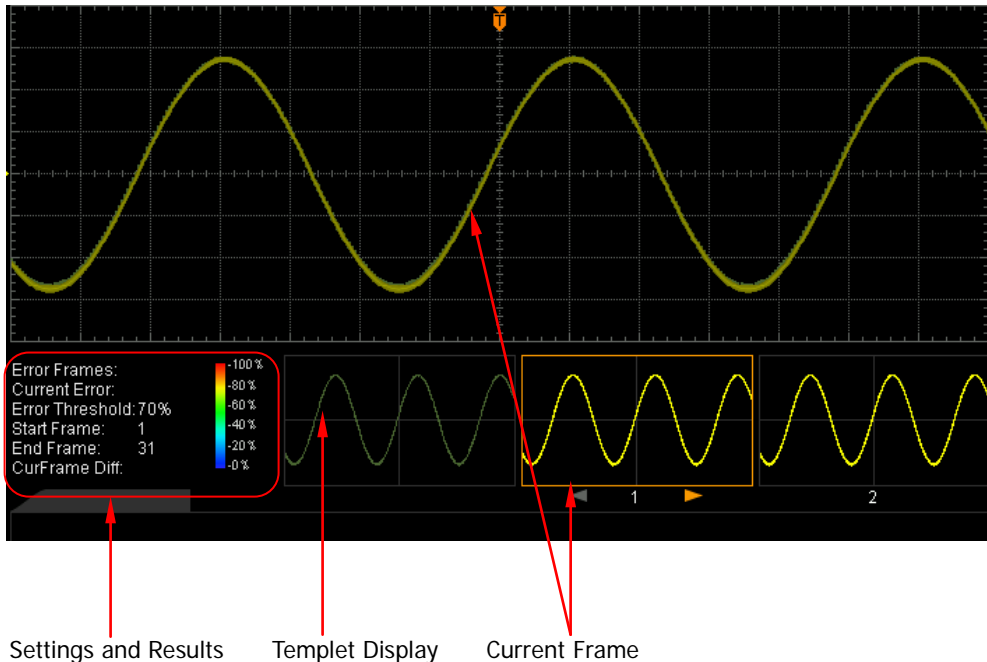 T
Error Frames:
Current Error:
Error Threshold:70%
Start Frame: 1
End Frame: 31
CurFrame Diff:
-100%
-80%
-60%
-40%
-20%
-0%
1
2
Settings and Results
Templet Display
Current Frame